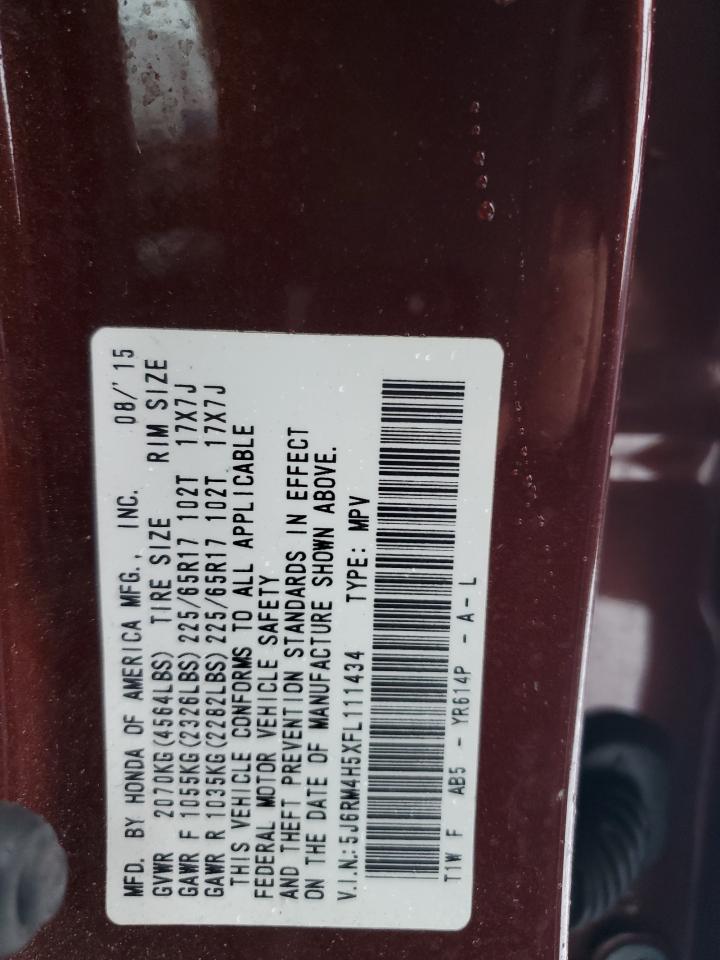 MFD. BY HONDA OF AMERICA MFG., INC. 08/'15
GVWR 2070KG(4564LBS) TIRE SIZE RIM SIZE
GAWR F 1055KG(2326LBS) 225/65R17 102T 17X7J
GAWR R 1035KG(2282LBS) 225/65R17 102T 17X7J
THIS VEHICLE CONFORMS TO ALL APPLICABLE
FEDERAL MOTOR VEHICLE SAFETY
AND THEFT PREVENTION STANDARDS IN EFFECT
ON THE DATE OF MANUFACTURE SHOWN ABOVE.
V.I.N.: 5J6RM4H5XFL111434 TYPE: MPV
T1W F AB5 - YR614P - A - L